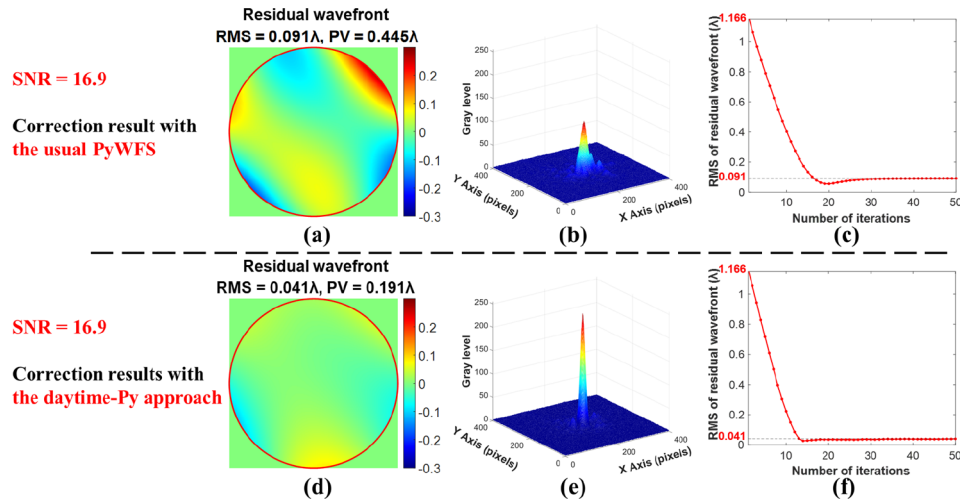 Residual wavefront
RMS = 0.091λ, PV = 0.445λ
SNR = 16.9
Correction result with
the usual PyWFS
0.2
0.1
0
-0.1
-0.2
-0.3
(a)
Gray level
250
200
150
100
50
0
400
200
0
Y Axis (pixels)
0
200
400
X Axis (pixels)
(b)
RMS of residual wavefront (λ)
1.166
1
0.8
0.6
0.4
0.2
0.091
0
10
20
30
40
50
Number of iterations
(c)
Residual wavefront
RMS = 0.041λ, PV = 0.191λ
SNR = 16.9
Correction results with
the daytime-Py approach
0.2
0.1
0
-0.1
-0.2
-0.3
(d)
Gray level
250
200
150
100
50
0
400
200
0
Y Axis (pixels)
0
200
400
X Axis (pixels)
(e)
RMS of residual wavefront (λ)
1.166
1
0.8
0.6
0.4
0.2
0.041
0
10
20
30
40
50
Number of iterations
(f)